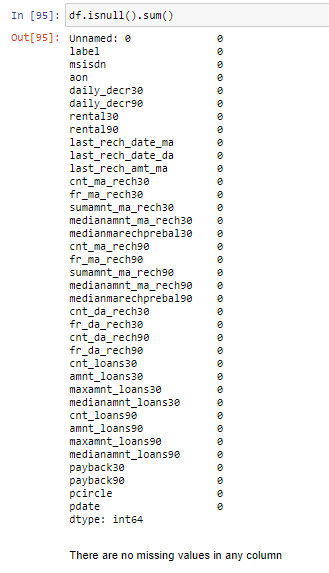 In [95]: df.isnull().sum()
Out[95]: Unnamed: 0 0
label 0
msisdn 0
aon 0
daily_decr30 0
daily_decr90 0
rental30 0
rental90 0
last_rech_date_ma 0
last_rech_date_da 0
last_rech_amt_ma 0
cnt_ma_rech30 0
fr_ma_rech30 0
sumamnt_ma_rech30 0
medianamnt_ma_rech30 0
medianmarechprebal30 0
cnt_ma_rech90 0
fr_ma_rech90 0
sumamnt_ma_rech90 0
medianamnt_ma_rech90 0
medianmarechprebal90 0
cnt_da_rech30 0
fr_da_rech30 0
cnt_da_rech90 0
fr_da_rech90 0
cnt_loans30 0
amnt_loans30 0
maxamnt_loans30 0
medianamnt_loans30 0
cnt_loans90 0
amnt_loans90 0
maxamnt_loans90 0
medianamnt_loans90 0
payback30 0
payback90 0
pcircle 0
pdate 0
dtype: int64
There are no missing values in any column